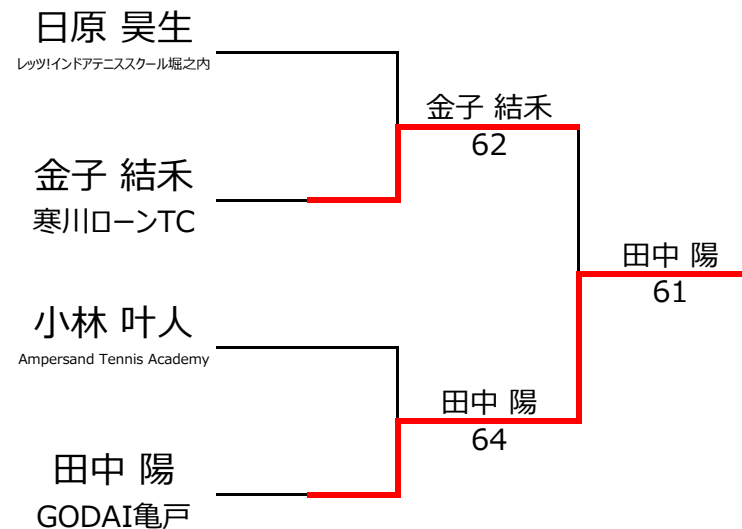 日原 昊生
レッツ!インドアテニススクール堀之内
金子 結禾
62
金子 結禾
寒川ローンTC
田中 陽
61
小林 叶人
Ampersand Tennis Academy
田中 陽
64
田中 陽
GODAI亀戸